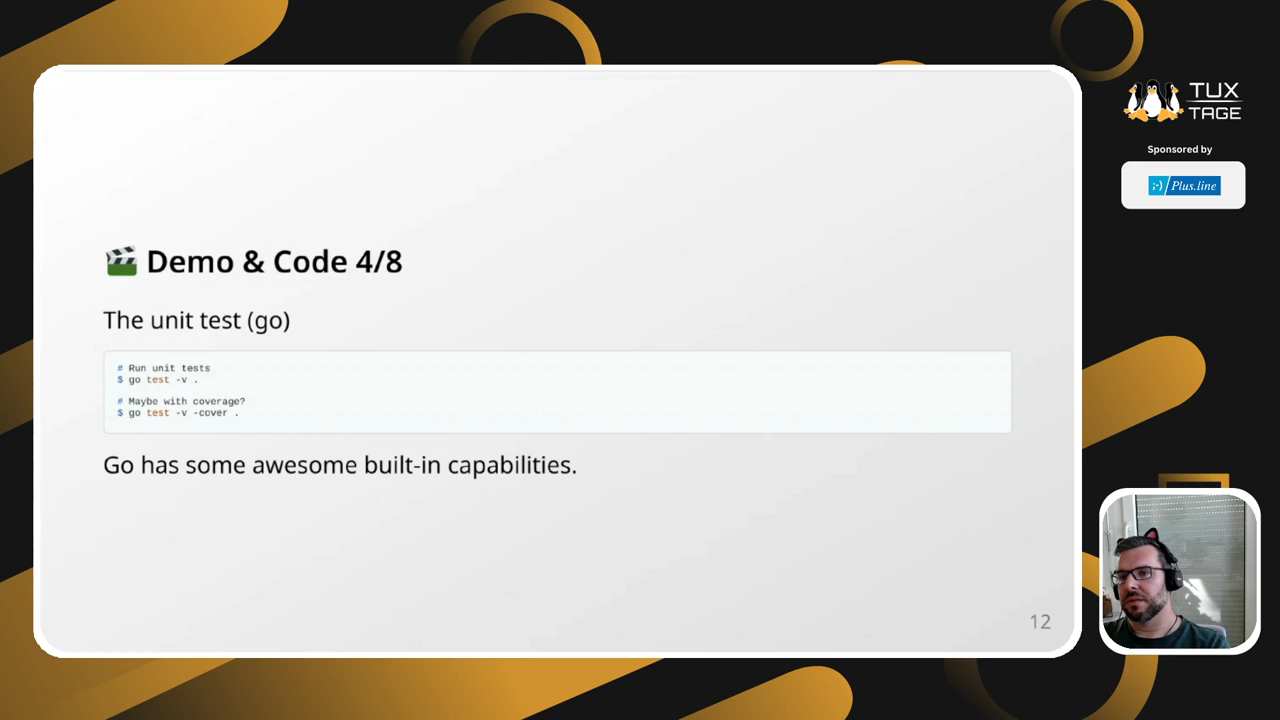 🎬 Demo & Code 4/8
The unit test (go)
# Run unit tests
$ go test -v .
# Maybe with coverage?
$ go test -v -cover .
Go has some awesome built-in capabilities.
12
TUX
TAGE
Sponsored by
;-) Plus.line